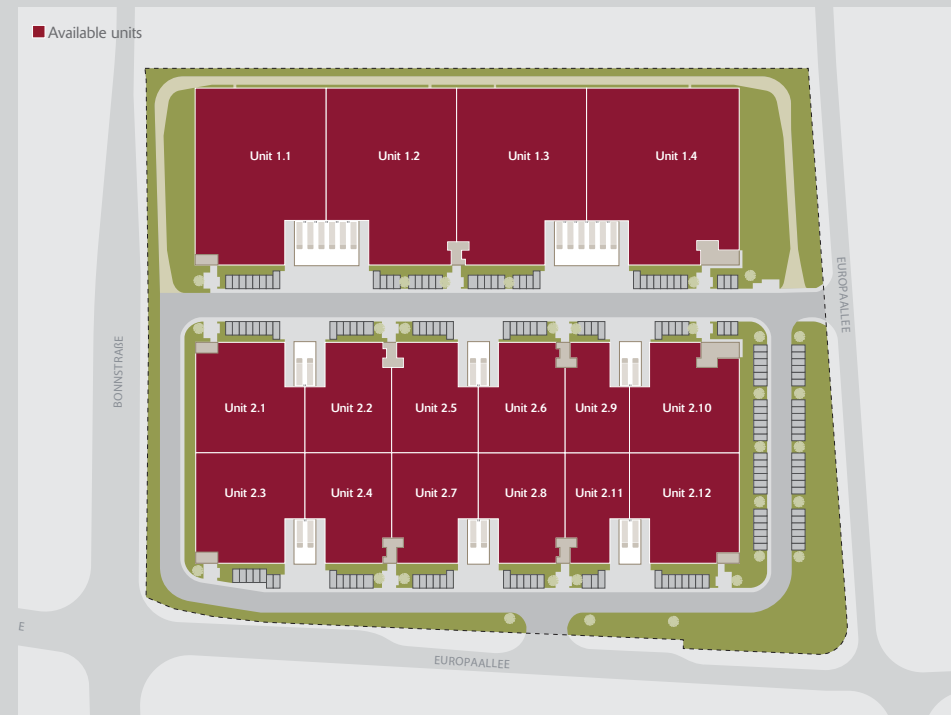 Available units
Unit 1.1
Unit 1.2
Unit 1.3
Unit 1.4
EUROPAALLEE
BONNSTRAßE
Unit 2.1
Unit 2.2
Unit 2.5
Unit 2.6
Unit 2.9
Unit 2.10
Unit 2.3
Unit 2.4
Unit 2.7
Unit 2.8
Unit 2.11
Unit 2.12
E
EUROPAALLEE